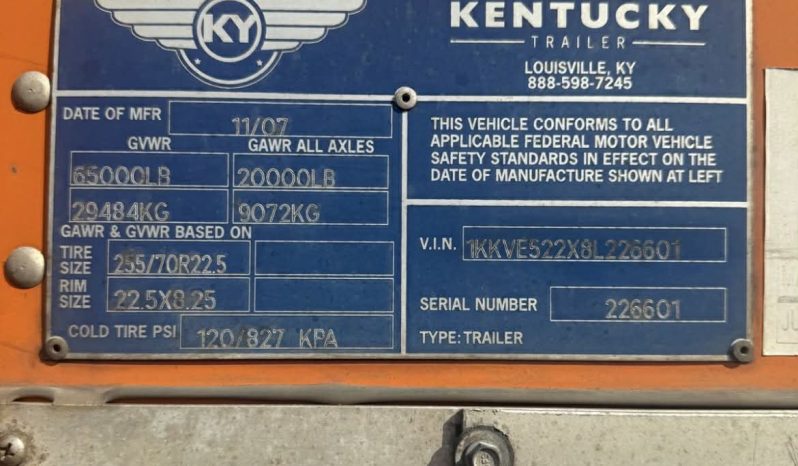 KY
KENTUCKY
TRAILER
LOUISVILLE, KY
888-598-7245
DATE OF MFR 11/07
GVWR GAWR ALL AXLES
65000LB 20000LB
29484KG 9072KG
GAWR & GVWR BASED ON
TIRE SIZE 255/70R22.5
RIM SIZE 22.5X8.25
COLD TIRE PSI 120/827 KPA
THIS VEHICLE CONFORMS TO ALL
APPLICABLE FEDERAL MOTOR VEHICLE
SAFETY STANDARDS IN EFFECT ON THE
DATE OF MANUFACTURE SHOWN AT LEFT
V.I.N. 1KKVE522X8L226601
SERIAL NUMBER 226601
TYPE: TRAILER